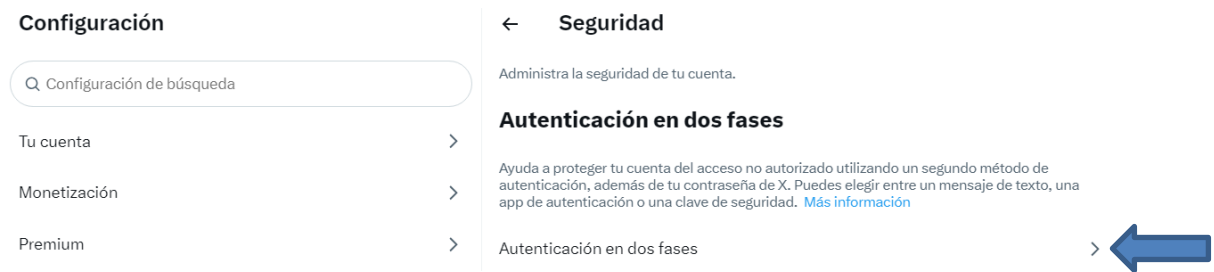 Configuración
Configuración de búsqueda
Tu cuenta
Monetización
Premium
Seguridad
Administra la seguridad de tu cuenta.
Autenticación en dos fases
Ayuda a proteger tu cuenta del acceso no autorizado utilizando un segundo método de
autenticación, además de tu contraseña de X. Puedes elegir entre un mensaje de texto, una
app de autenticación o una clave de seguridad. Más información
Autenticación en dos fases